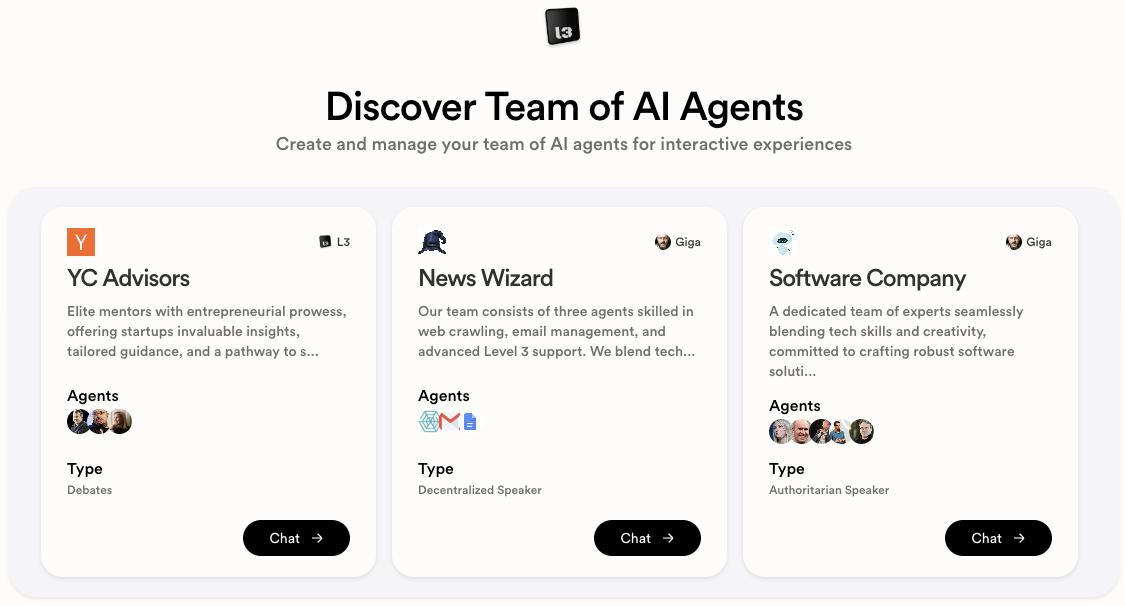 L3
Discover Team of AI Agents
Create and manage your team of AI agents for interactive experiences
Y
L3
YC Advisors
Elite mentors with entrepreneurial prowess,
offering startups invaluable insights,
tailored guidance, and a pathway to s...
Agents
Type
Debates
Chat →
Giga
News Wizard
Our team consists of three agents skilled in
web crawling, email management, and
advanced Level 3 support. We blend tech...
Agents
Type
Decentralized Speaker
Chat →
Giga
Software Company
A dedicated team of experts seamlessly
blending tech skills and creativity,
committed to crafting robust software
soluti...
Agents
Type
Authoritarian Speaker
Chat →